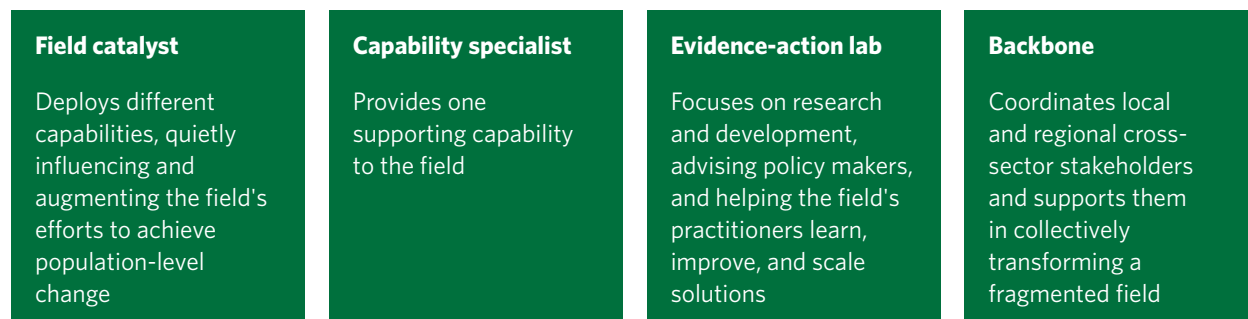 Field catalyst
Deploys different
capabilities, quietly
influencing and
augmenting the field's
efforts to achieve
population-level
change
Capability specialist
Provides one
supporting capability
to the field
Evidence-action lab
Focuses on research
and development,
advising policy makers,
and helping the field's
practitioners learn,
improve, and scale
solutions
Backbone
Coordinates local
and regional cross-
sector stakeholders
and supports them
in collectively
transforming a
fragmented field